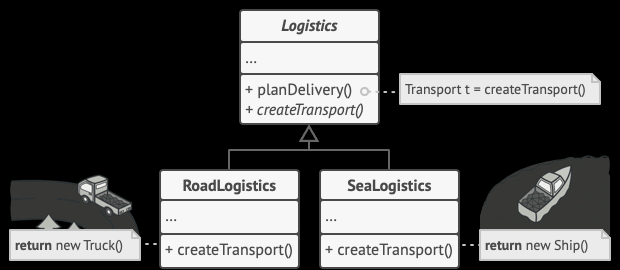 Logistics
...
+ planDelivery()
+ createTransport()
Transport t = createTransport()
RoadLogistics
...
+ createTransport()
SeaLogistics
...
+ createTransport()
return new Truck()
return new Ship()